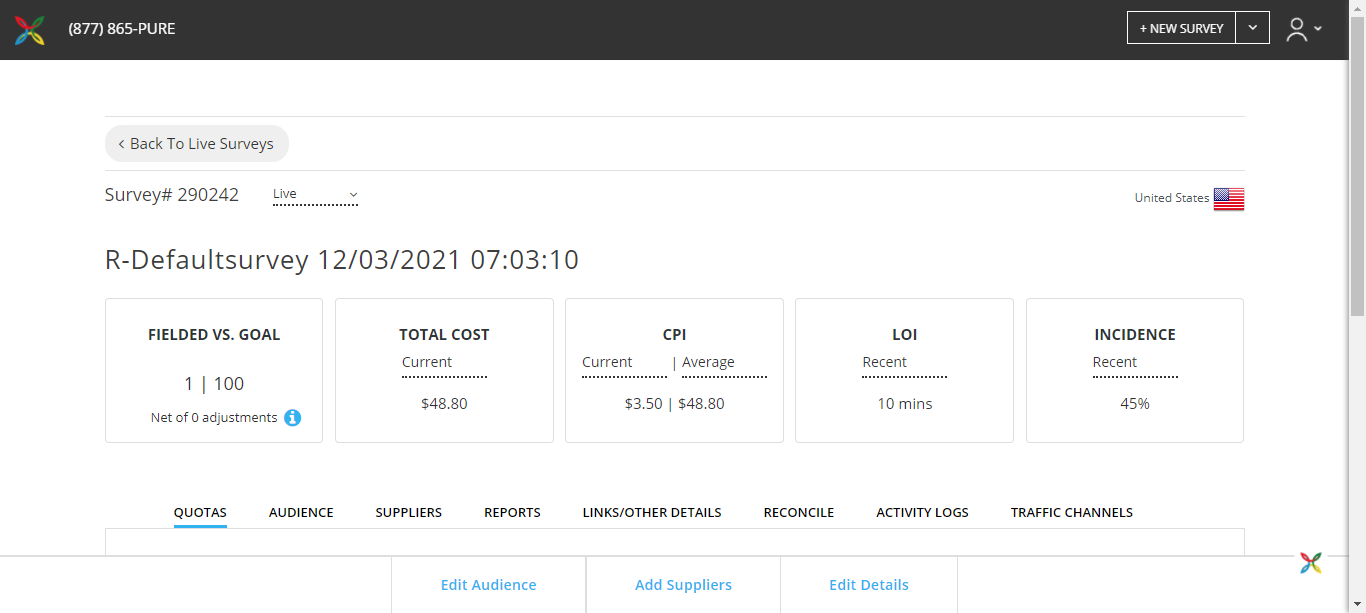 (877) 865-PURE
+ NEW SURVEY
Back To Live Surveys
Survey# 290242
Live
United States
R-Defaultsurvey 12/03/2021 07:03:10
FIELDED VS. GOAL
1 | 100
Net of 0 adjustments
TOTAL COST
Current
$48.80
CPI
Current | Average
$3.50 | $48.80
LOI
Recent
10 mins
INCIDENCE
Recent
45%
QUOTAS AUDIENCE SUPPLIERS REPORTS LINKS/OTHER DETAILS RECONCILE ACTIVITY LOGS TRAFFIC CHANNELS
Edit Audience Add Suppliers Edit Details